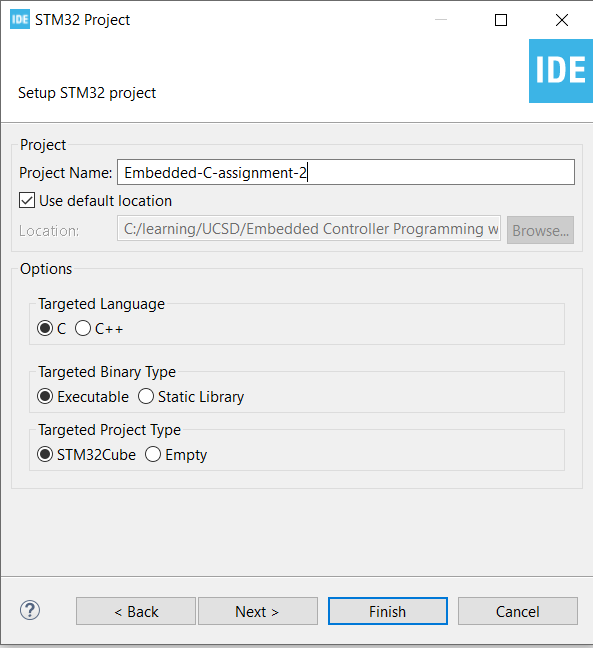 IDE STM32 Project
IDE
Setup STM32 project
Project
Project Name: Embedded-C-assignment-2
Use default location
Location: C:/learning/UCSD/Embedded Controller Programming w Browse...
Options
Targeted Language
C C++
Targeted Binary Type
Executable Static Library
Targeted Project Type
STM32Cube Empty
? < Back Next > Finish Cancel